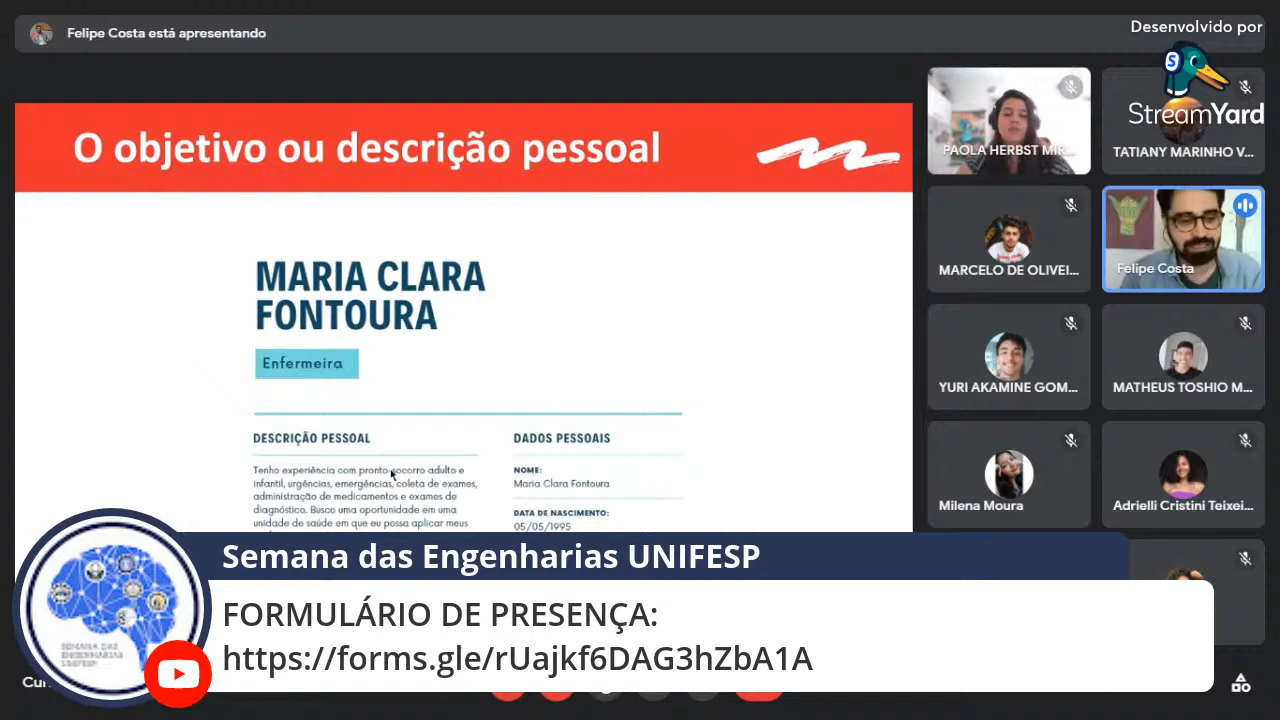 Felipe Costa está apresentando
Desenvolvido por
StreamYard
O objetivo ou descrição pessoal
MARIA CLARA
FONTOURA
Enfermeira
DESCRIÇÃO PESSOAL
Tenho experiência com pronto-socorro adulto e
infantil, urgências, emergências, coleta de exames,
administração de medicamentos e exames de
diagnóstico. Busco uma oportunidade em uma
unidade de saúde em que eu possa aplicar meus
DADOS PESSOAIS
NOME:
Maria Clara Fontoura
DATA DE NASCIMENTO:
05/05/1995
PAOLA HERBST MIR...
TATIANY MARINHO V...
MARCELO DE OLIVEI...
Felipe Costa
YURI AKAMINE GOM...
MATHEUS TOSHIO M...
Milena Moura
Adrielli Cristini Teixei...
Semana das Engenharias UNIFESP
FORMULÁRIO DE PRESENÇA:
https://forms.gle/rUajkf6DAG3hZbA1A
SEMANA DAS
ENGENHARIAS
UNIFESP